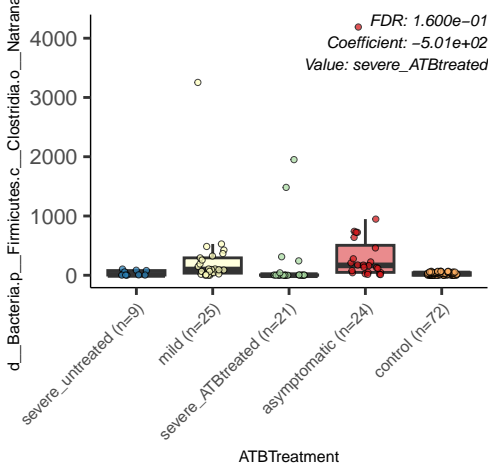 FDR: 1.600e−01
Coefficient: −5.01e+02
Value: severe_ATBtreated
d__Bacteria.p__Firmicutes.c__Clostridia.o__Natrana
4000
3000
2000
1000
0
severe_untreated (n=9)
mild (n=25)
severe_ATBtreated (n=21)
asymptomatic (n=24)
control (n=72)
ATBTreatment